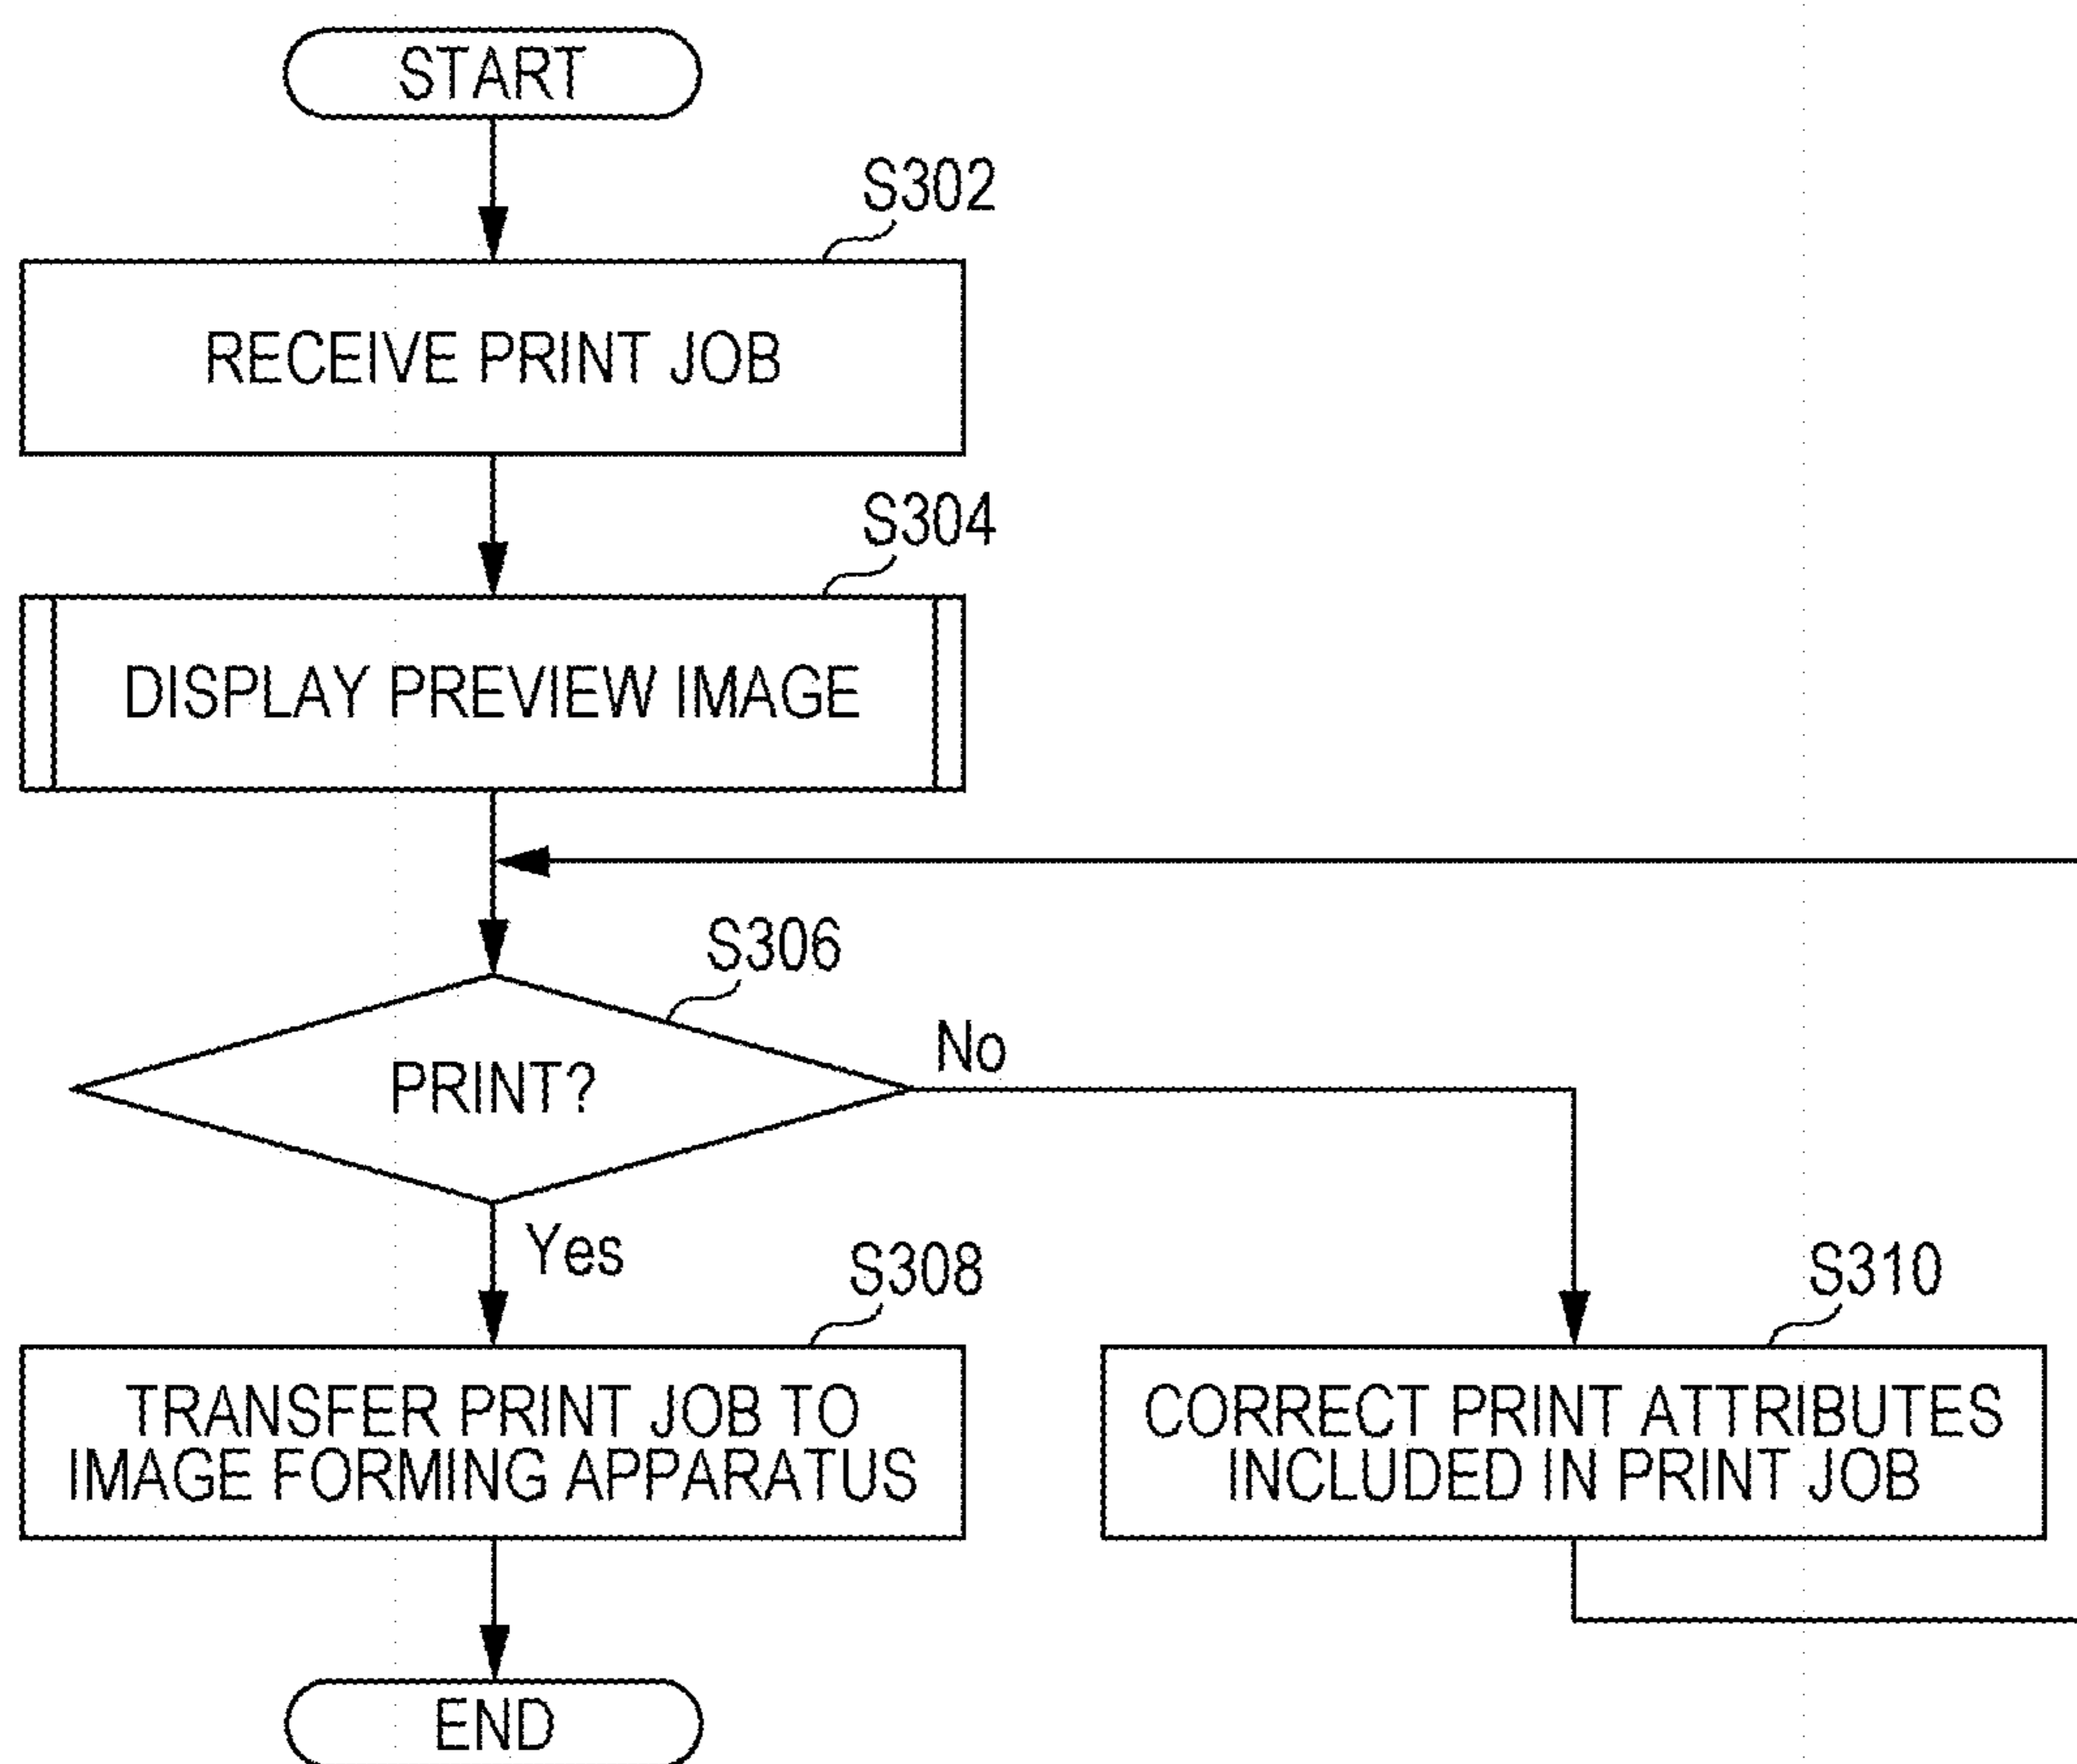 START
S302
RECEIVE PRINT JOB
S304
DISPLAY PREVIEW IMAGE
S306
PRINT?
No
Yes
S308
TRANSFER PRINT JOB TO
IMAGE FORMING APPARATUS
S310
CORRECT PRINT ATTRIBUTES
INCLUDED IN PRINT JOB
END